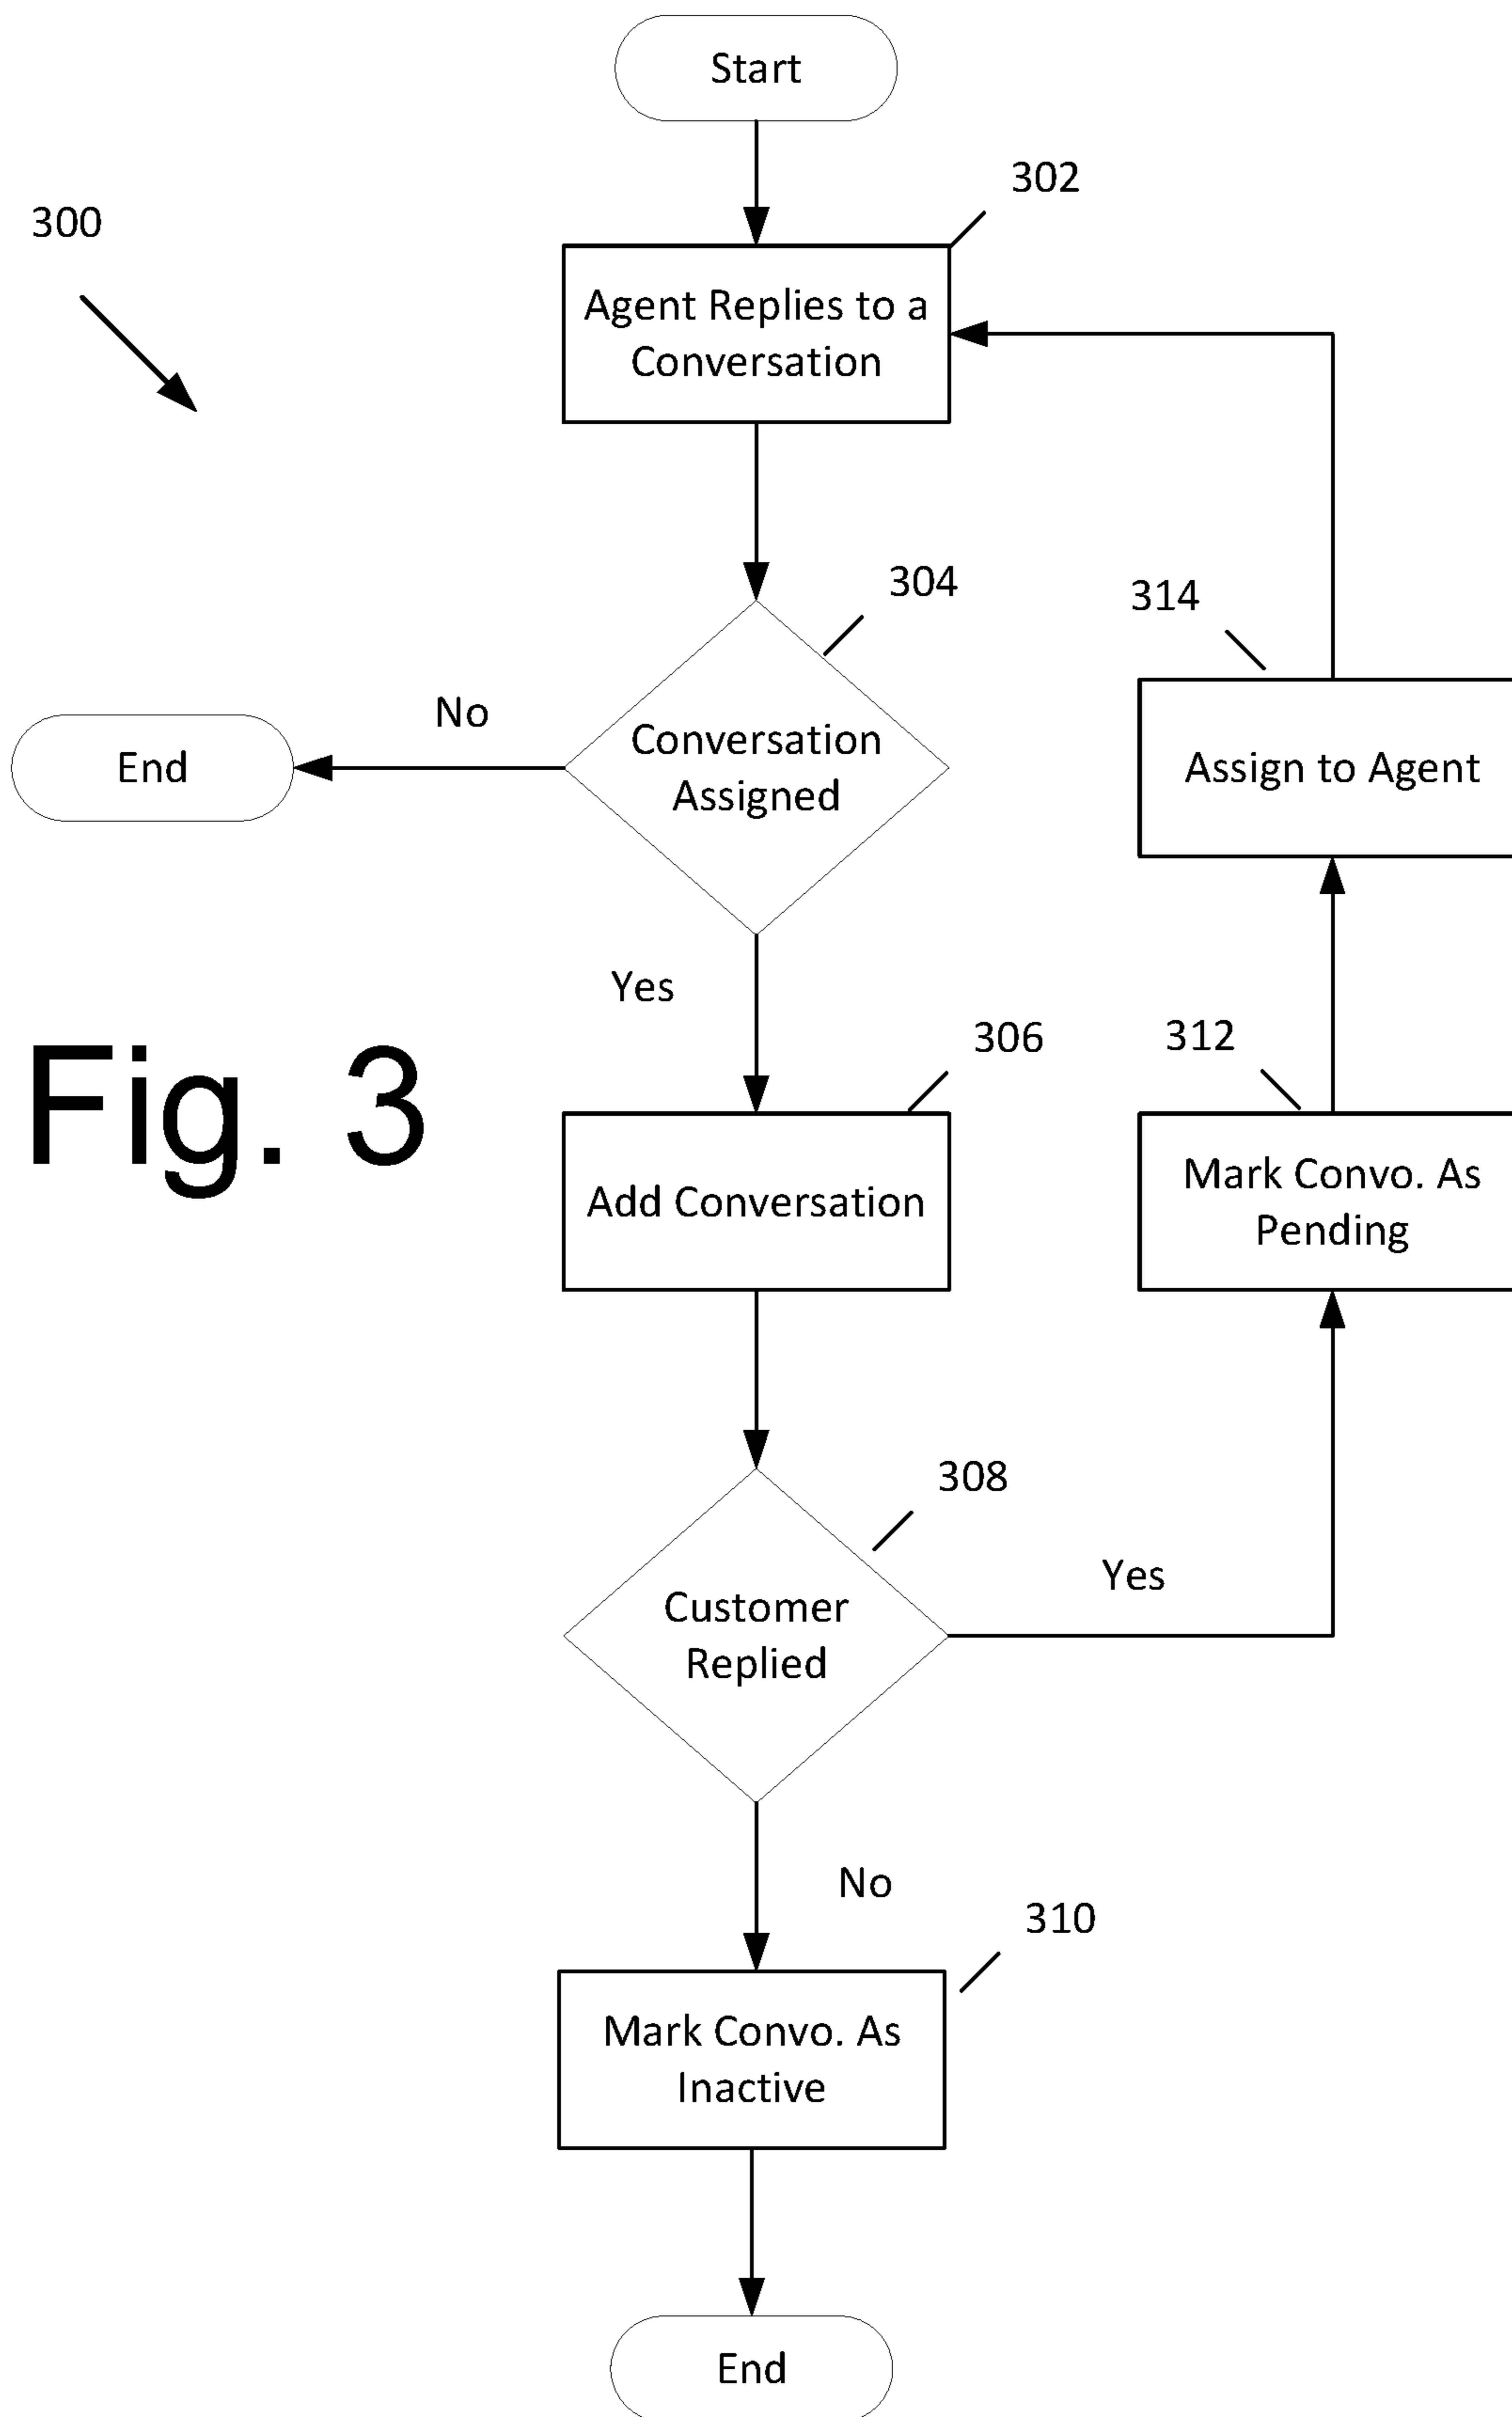 Start
302
300
Agent Replies to a
Conversation
304
314
No
Conversation
Assigned
End
Assign to Agent
Yes
306
312
Fig. 3
Add Conversation
Mark Convo. As
Pending
308
Yes
Customer
Replied
No
310
Mark Convo. As
Inactive
End